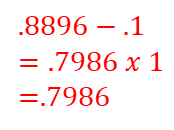 .8896 – .1
= .7986 x 1
=.7986